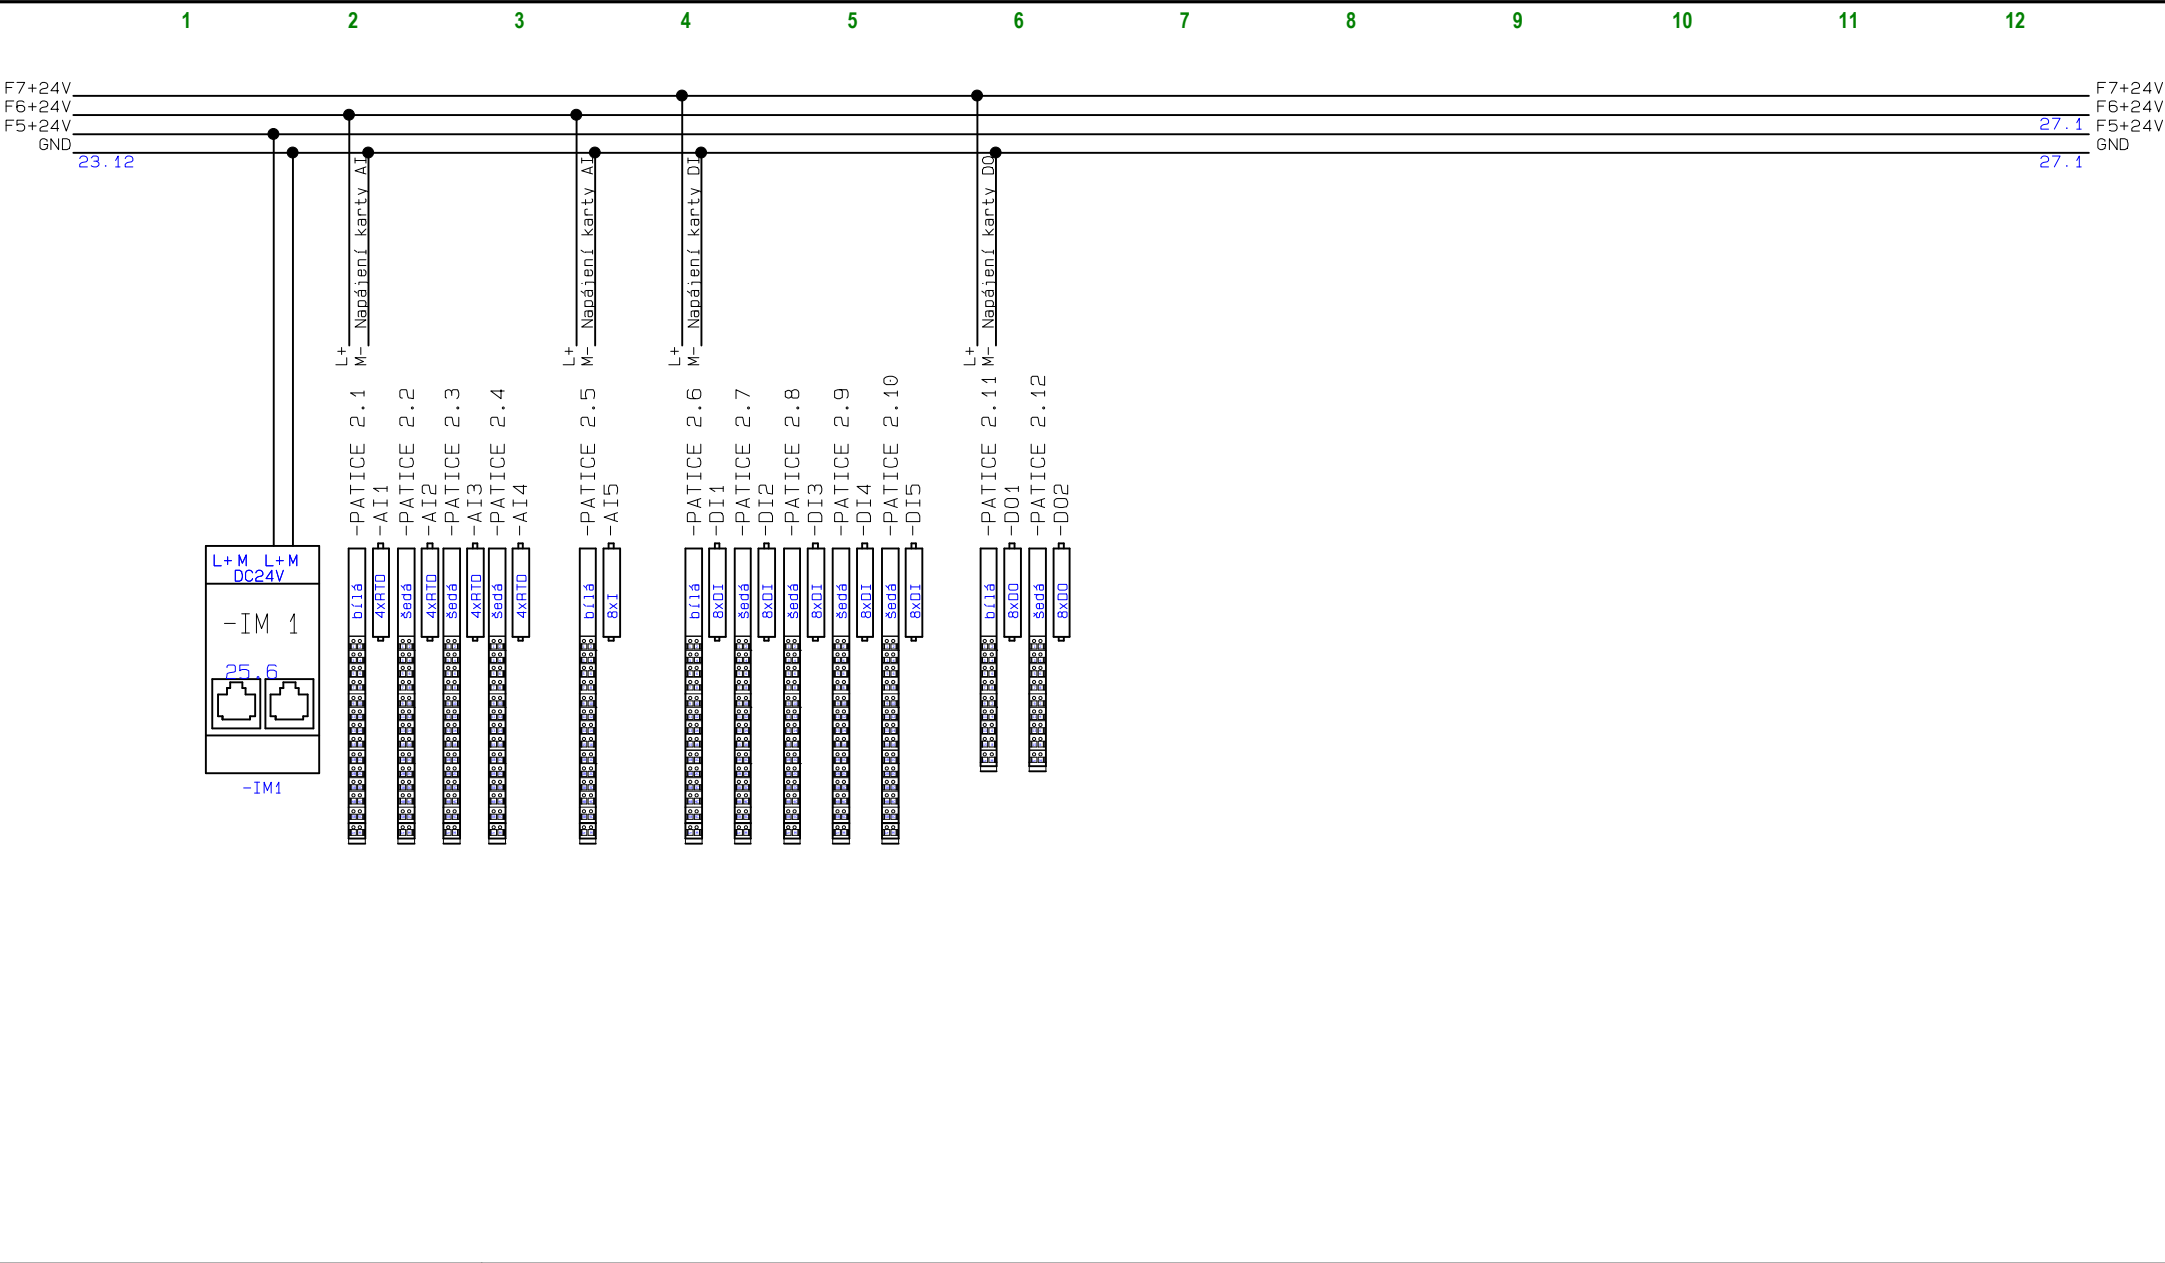 1 2 3 4 5 6 7 8 9 10 11 12
F7+24V F7+24V
F6+24V F6+24V
F5+24V 27.1 F5+24V
GND GND
23.12 27.1
L+
M- Napájení karty AI
L+
M- Napájení karty AI
L+
M- Napájení karty DI
L+
M- Napájení karty DO
-PATICE 2.1
-AI1
-PATICE 2.2
-AI2
-PATICE 2.3
-AI3
-PATICE 2.4
-AI4
-PATICE 2.5
-AI5
-PATICE 2.6
-DI1
-PATICE 2.7
-DI2
-PATICE 2.8
-DI3
-PATICE 2.9
-DI4
-PATICE 2.10
-DI5
-PATICE 2.11
-DO1
-PATICE 2.12
-DO2
L+ M L+ M
DC24V
-IM 1
25.6
-IM1
bílá
4xRTD
šedá
4xRTD
šedá
4xRTD
šedá
4xRTD
bílá
8xI
bílá
8xDI
šedá
8xDI
šedá
8xDI
šedá
8xDI
šedá
8xDI
bílá
8xDO
šedá
8xDO